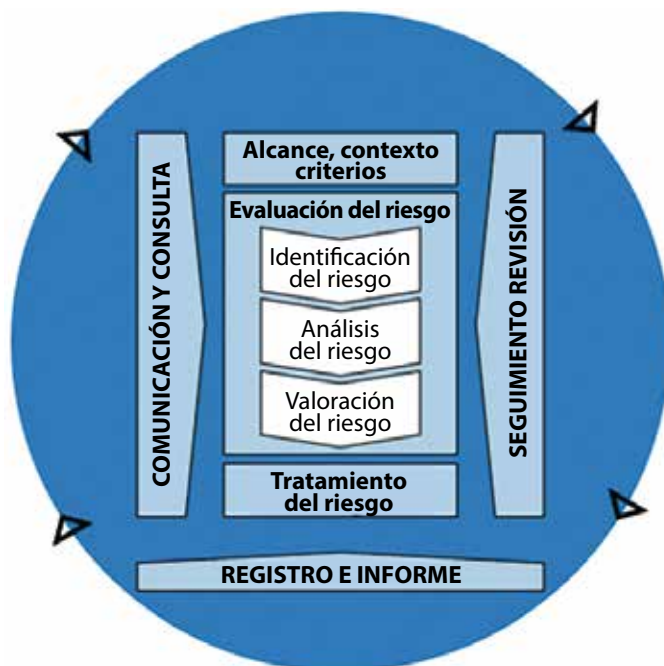 COMUNICACIÓN Y CONSULTA
Alcance, contexto
criterios
Evaluación del riesgo
Identificación
del riesgo
Análisis
del riesgo
Valoración
del riesgo
Tratamiento
del riesgo
SEGUIMIENTO REVISIÓN
REGISTRO E INFORME